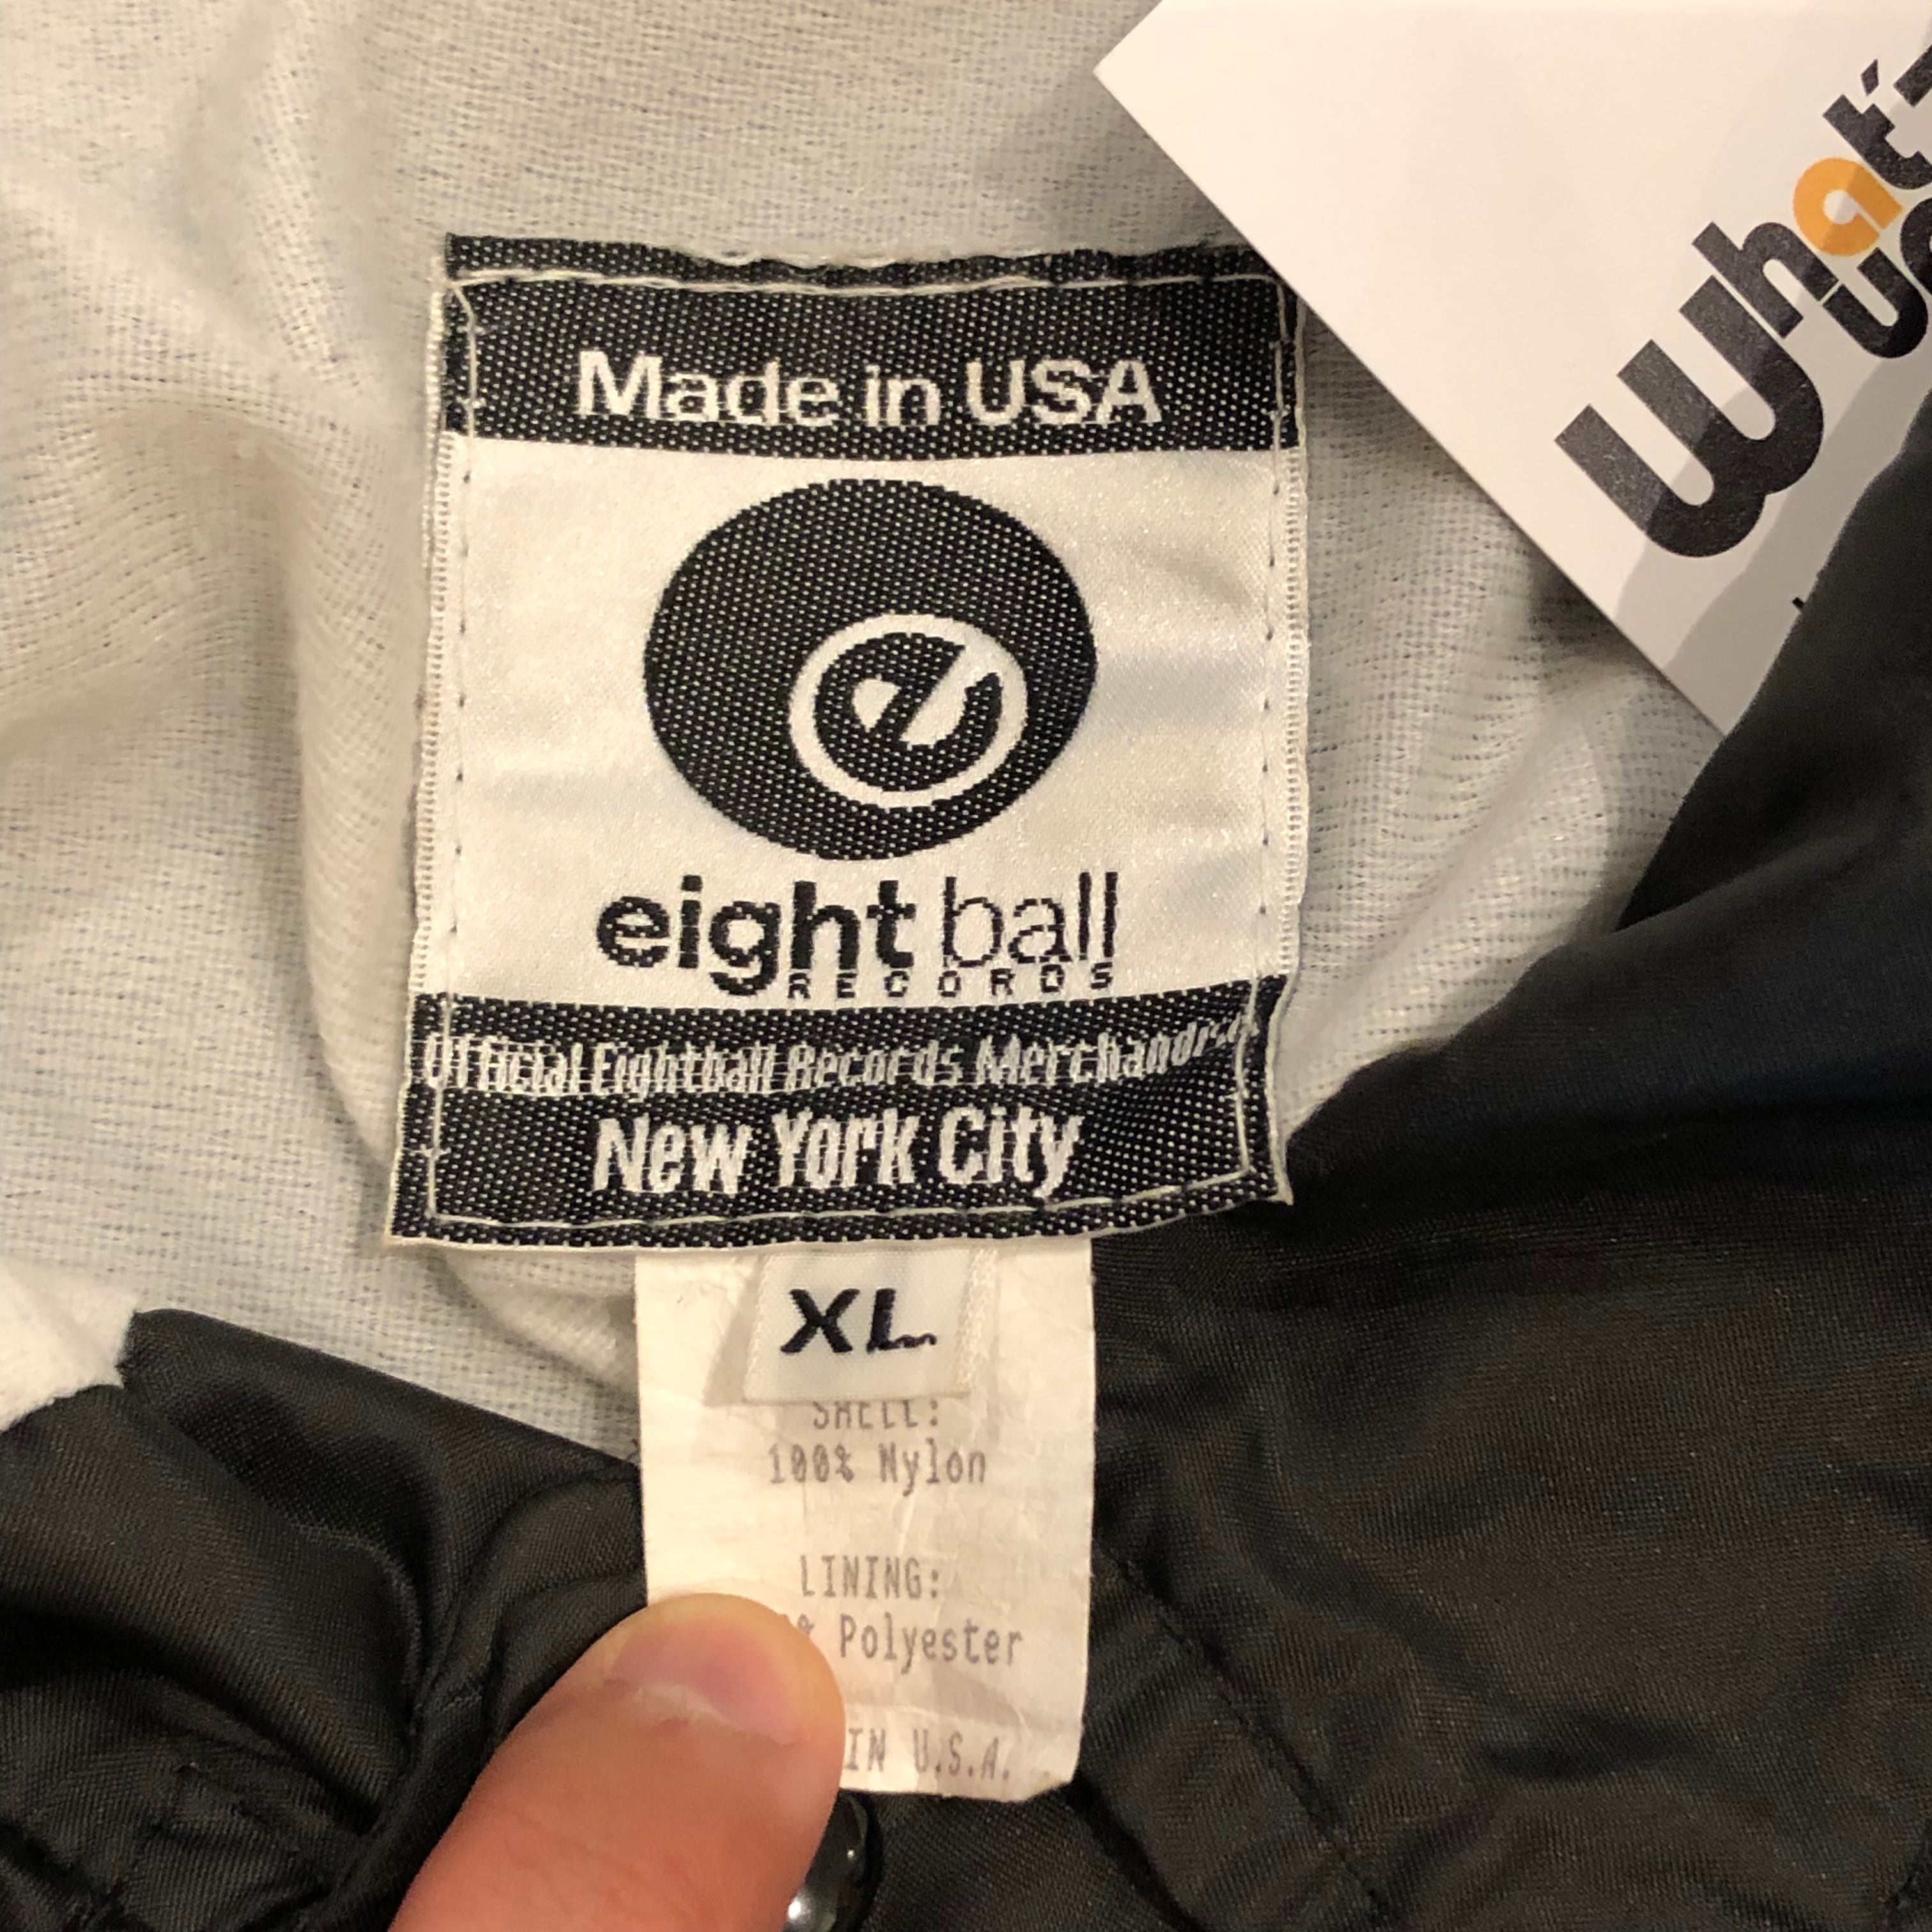 Made in USA
e
eight ball
RECORDS
Official Eightball Records Merchandise
New York City
XL
SHELL:
100% Nylon
LINING:
% Polyester
IN U.S.A.
What'z